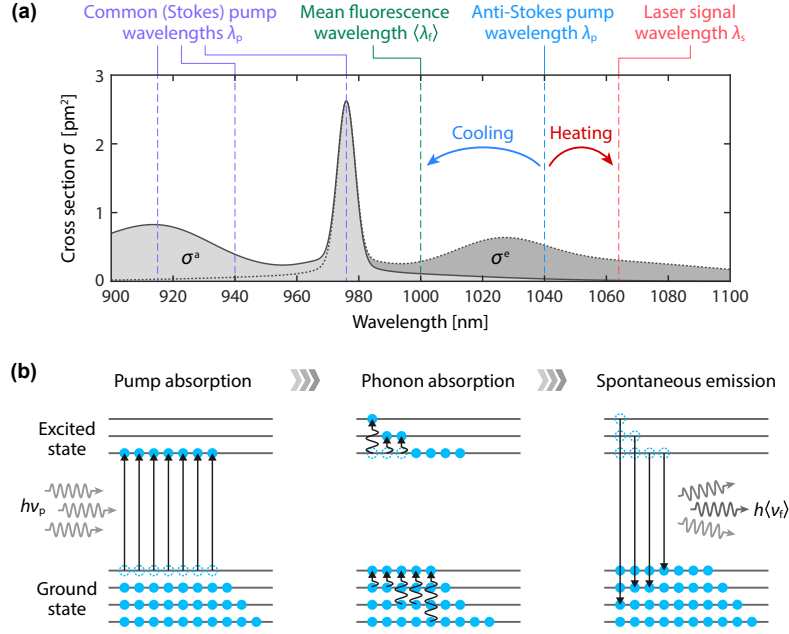 (a)
Common (Stokes) pump
wavelengths λp
Mean fluorescence
wavelength ⟨λf⟩
Anti-Stokes pump
wavelength λp
Laser signal
wavelength λs
Cross section σ [pm²]
3
2
1
0
Cooling
Heating
σᵃ
σᵉ
900
920
940
960
980
1000
1020
1040
1060
1080
1100
Wavelength [nm]
(b)
Pump absorption
Phonon absorption
Spontaneous emission
Excited
state
hνp
h⟨νf⟩
Ground
state